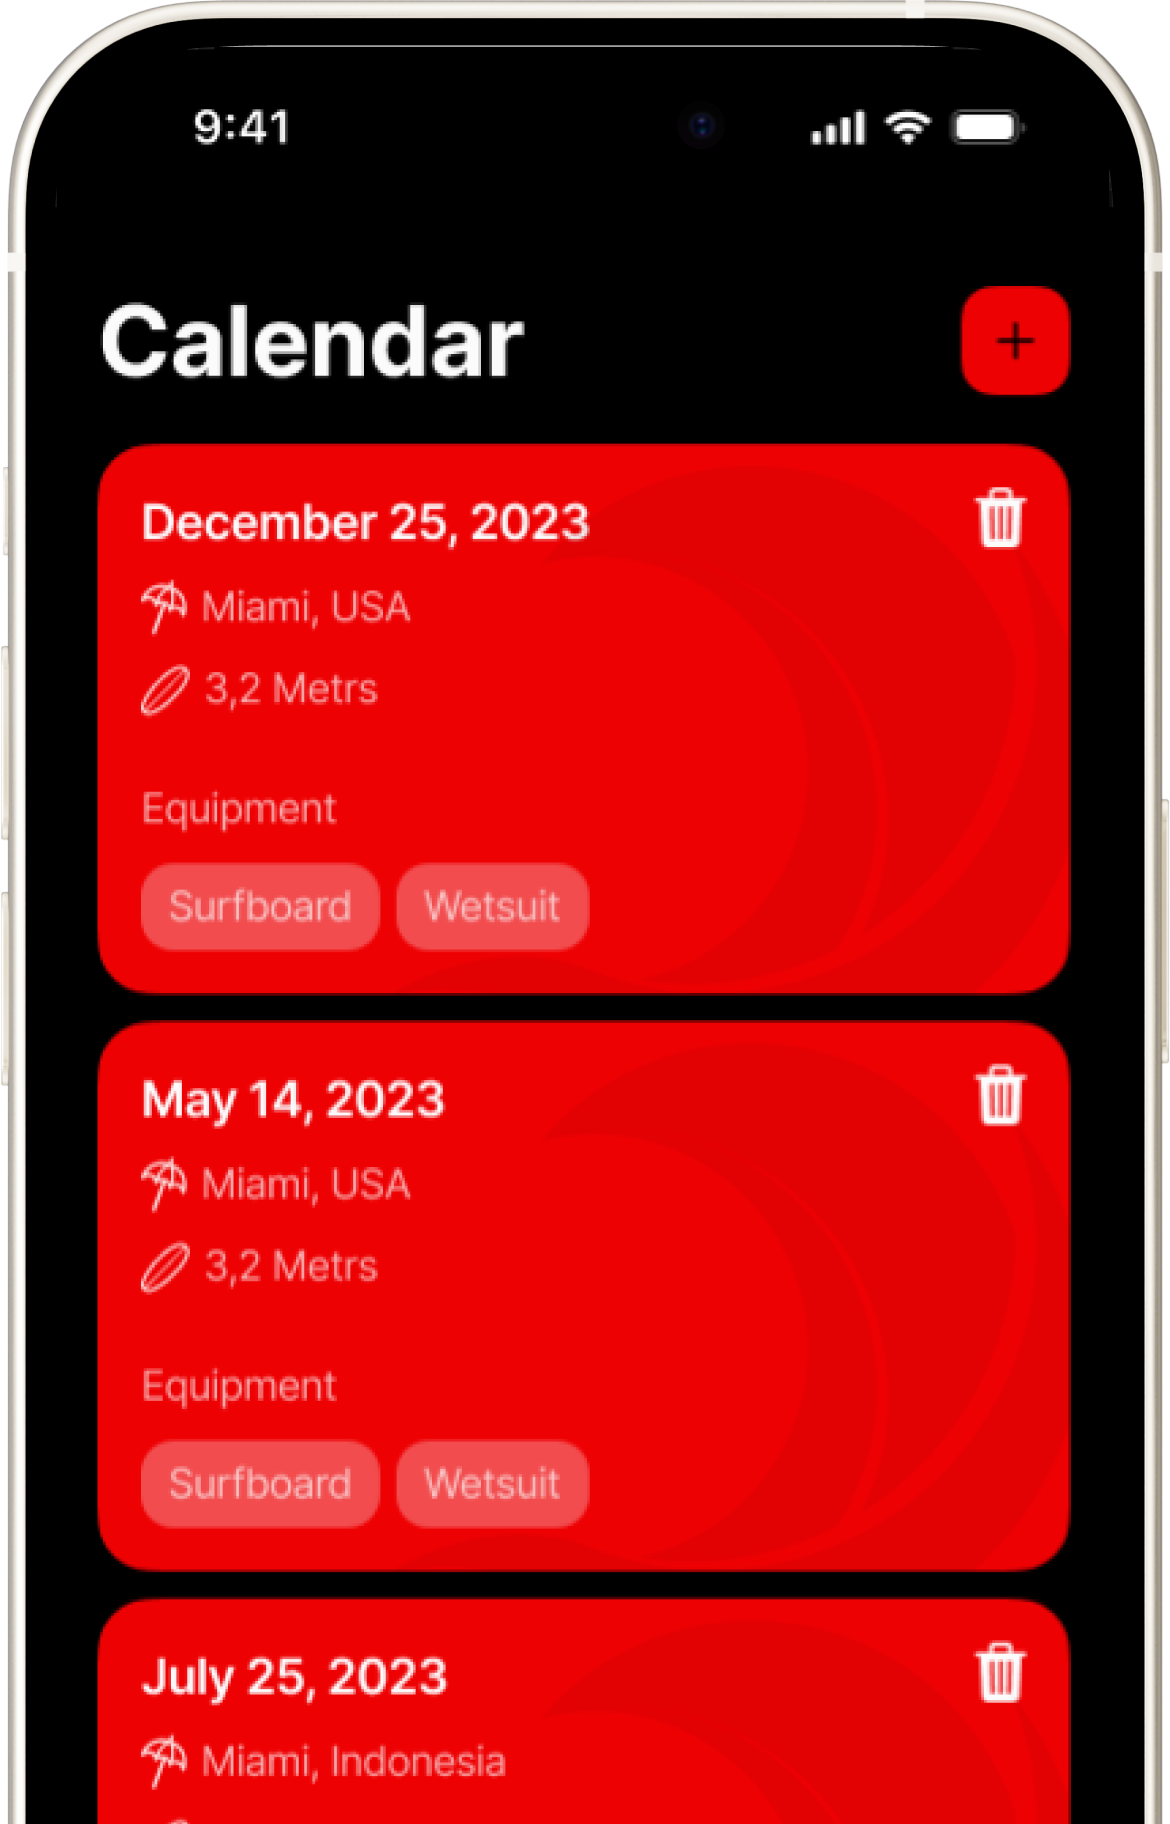 9:41
Calendar
December 25, 2023
Miami, USA
3,2 Metrs
Equipment
Surfboard Wetsuit
May 14, 2023
Miami, USA
3,2 Metrs
Equipment
Surfboard Wetsuit
July 25, 2023
Miami, Indonesia